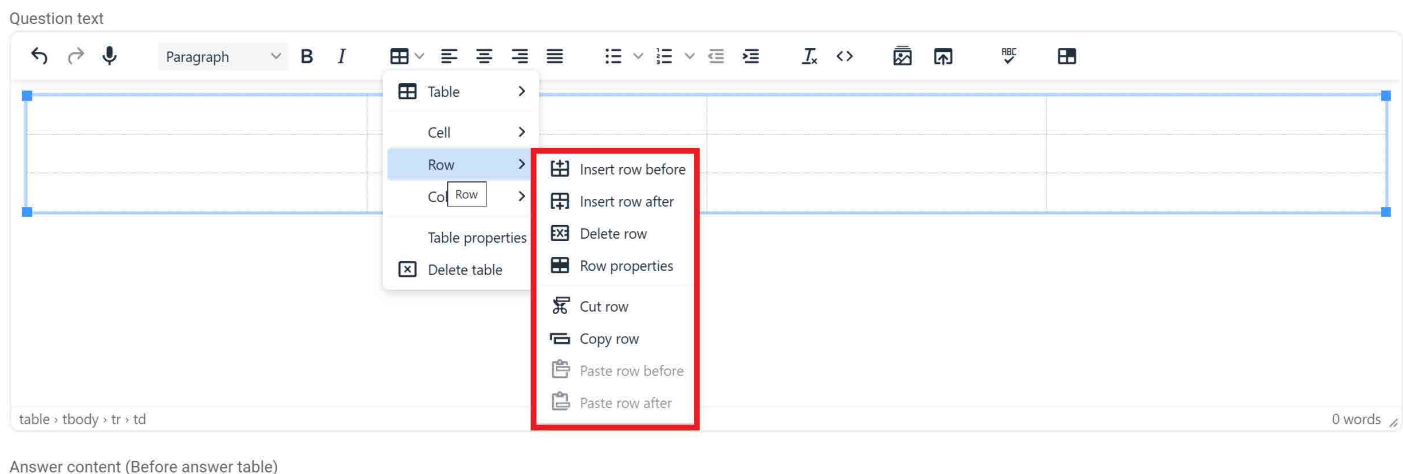 Question text
Paragraph
B I
ABC
Table
Cell
Row
Col
Row
Table properties
Delete table
Insert row before
Insert row after
Delete row
Row properties
Cut row
Copy row
Paste row before
Paste row after
table › tbody › tr › td
0 words
Answer content (Before answer table)